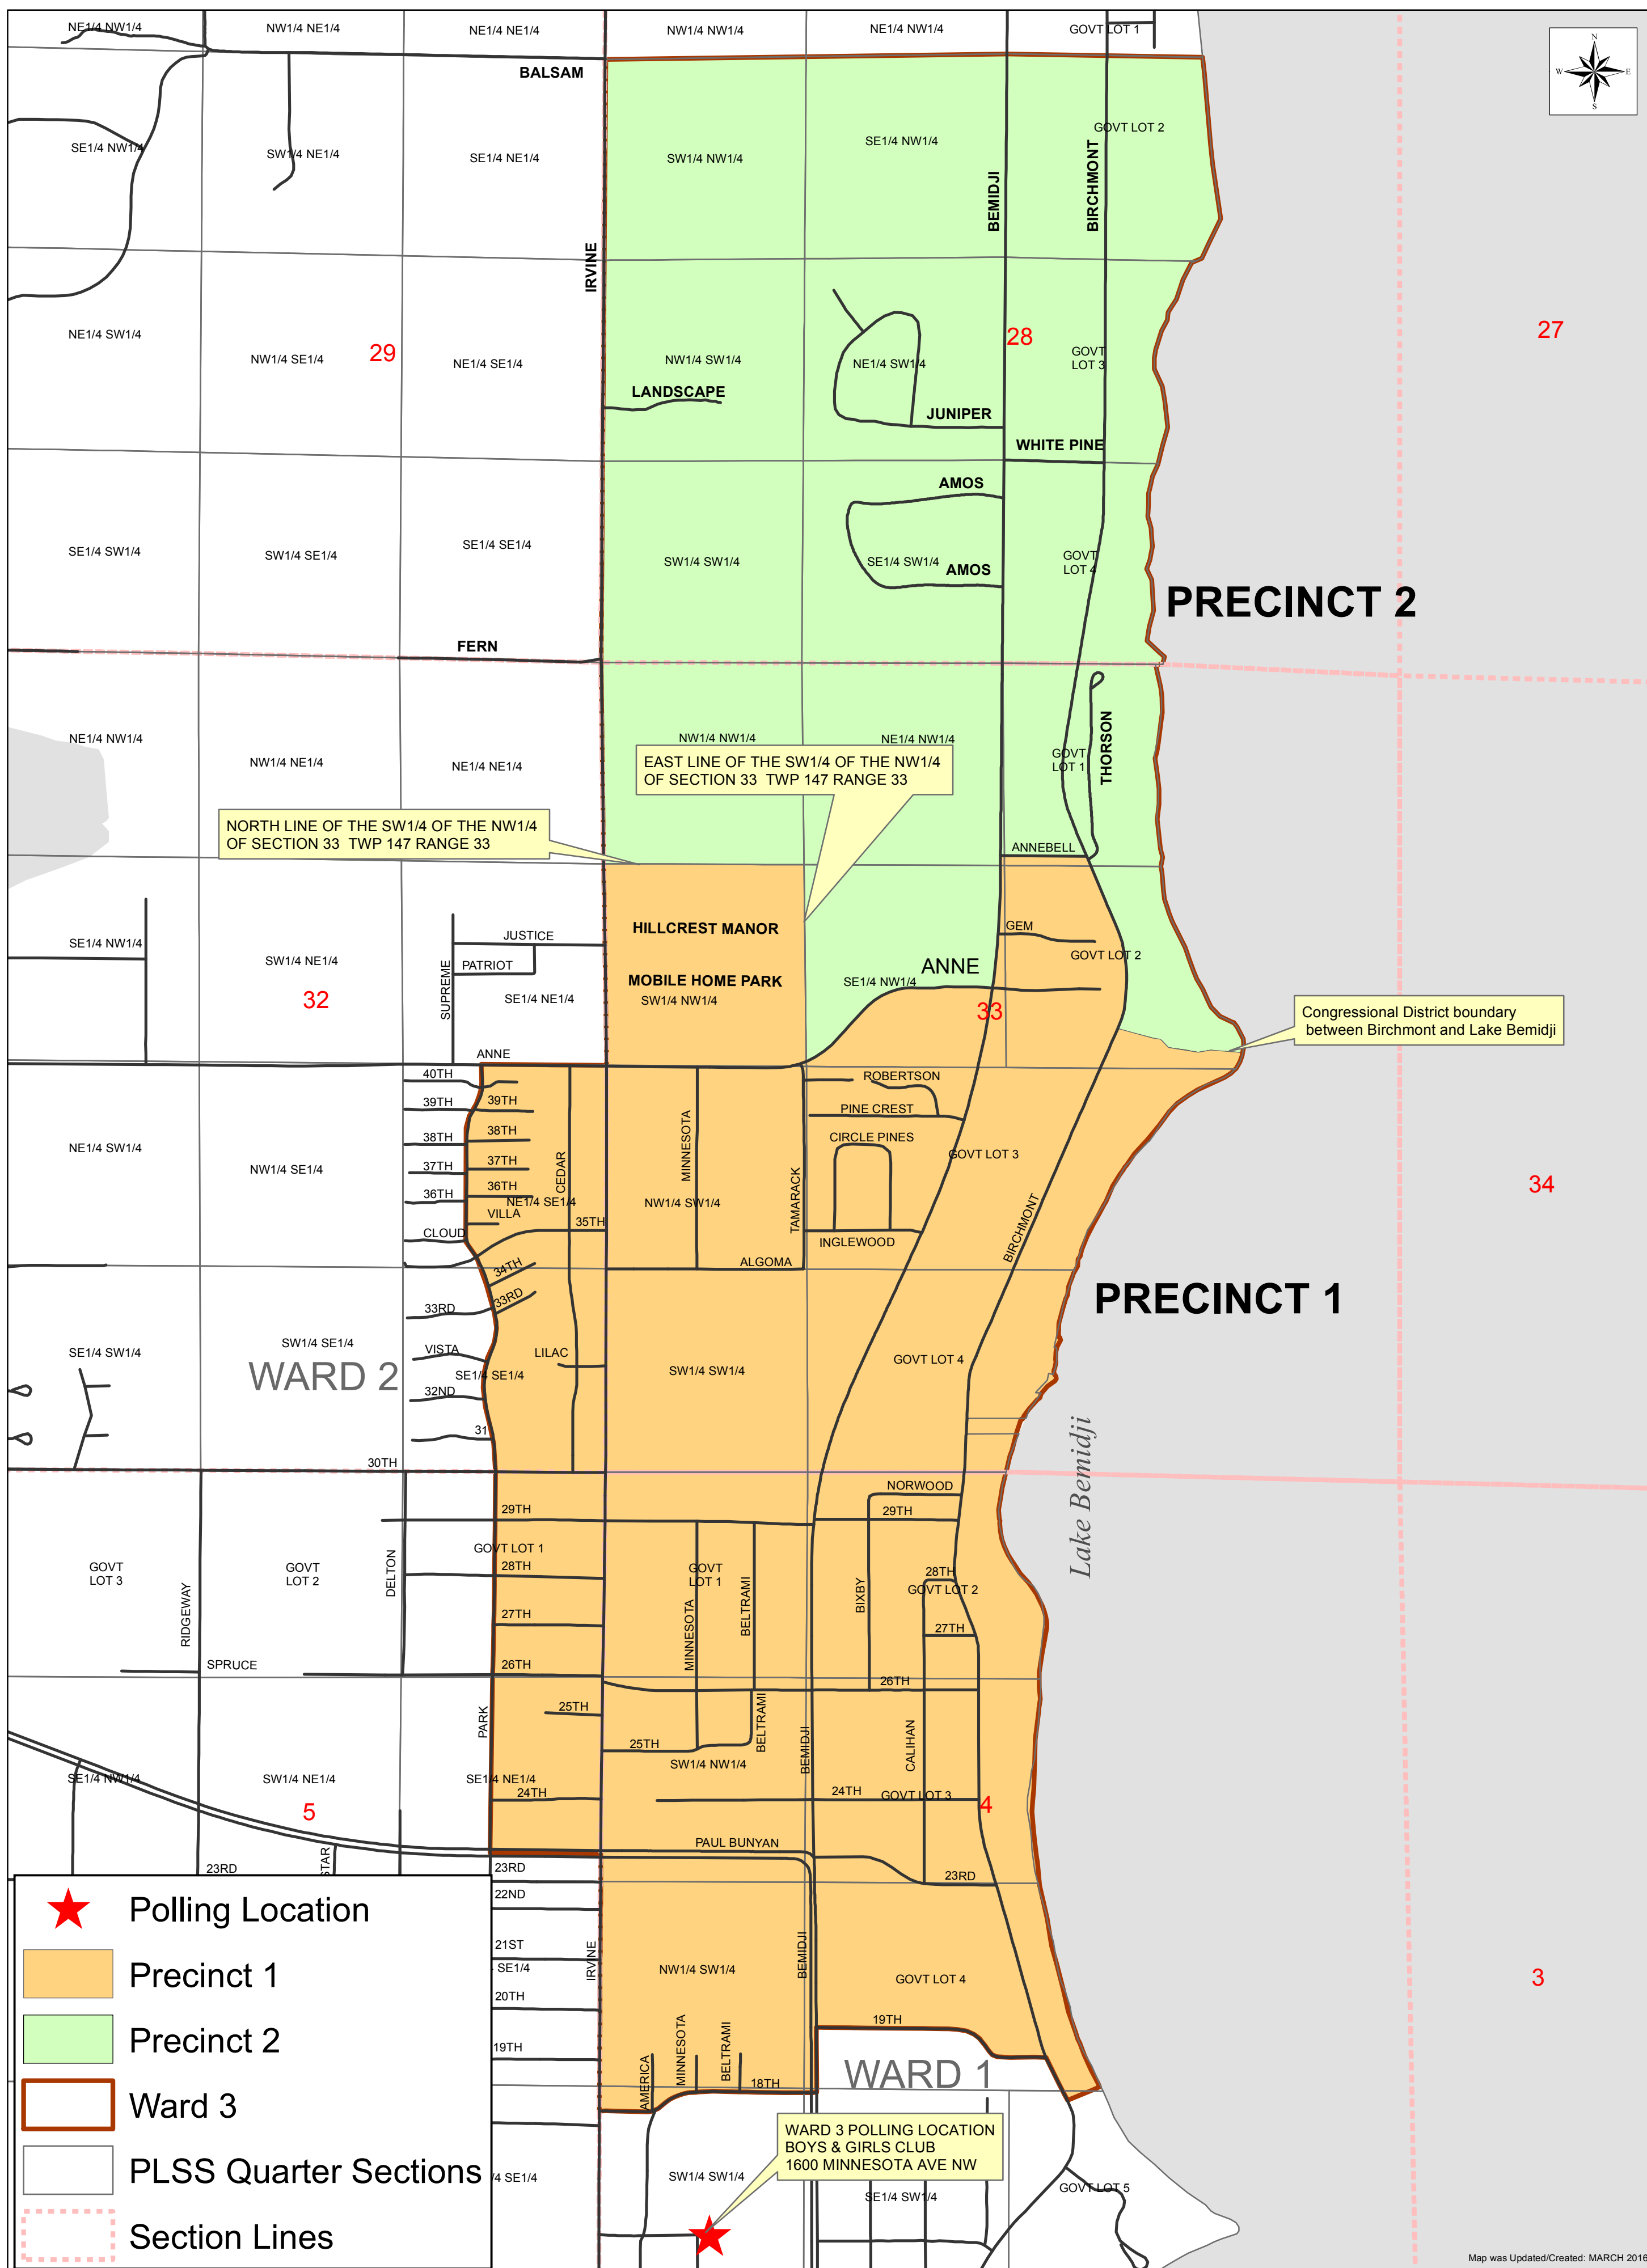 NE1/4 NW1/4
NW1/4 NE1/4
NE1/4 NE1/4
NW1/4 NW1/4
NE1/4 NW1/4
GOVT LOT 1
N
W
E
S
BALSAM
SE1/4 NW1/4
SW1/4 NE1/4
SE1/4 NE1/4
SW1/4 NW1/4
SE1/4 NW1/4
GOVT LOT 2
BEMIDJI
BIRCHMONT
IRVINE
NE1/4 SW1/4
NW1/4 SE1/4
29
NE1/4 SE1/4
NW1/4 SW1/4
NE1/4 SW1/4
28
GOVT
LOT 3
27
LANDSCAPE
JUNIPER
WHITE PINE
AMOS
SE1/4 SW1/4
SW1/4 SE1/4
SE1/4 SE1/4
SW1/4 SW1/4
SE1/4 SW1/4
AMOS
GOVT
LOT 4
PRECINCT 2
FERN
NE1/4 NW1/4
NW1/4 NE1/4
NE1/4 NE1/4
NW1/4 NW1/4
NE1/4 NW1/4
GOVT
LOT 1
THORSON
EAST LINE OF THE SW1/4 OF THE NW1/4
OF SECTION 33 TWP 147 RANGE 33
NORTH LINE OF THE SW1/4 OF THE NW1/4
OF SECTION 33 TWP 147 RANGE 33
ANNEBELL
SE1/4 NW1/4
SW1/4 NE1/4
32
SUPREME
JUSTICE
PATRIOT
SE1/4 NE1/4
HILLCREST MANOR
MOBILE HOME PARK
SW1/4 NW1/4
GEM
GOVT LOT 2
ANNE
SE1/4 NW1/4
33
Congressional District boundary
between Birchmont and Lake Bemidji
ANNE
40TH
39TH
39TH
38TH
38TH
37TH
37TH
36TH
36TH
NE1/4 SE1/4
VILLA
CLOUD
CEDAR
35TH
34TH
33RD
33RD
VISTA
LILAC
SE1/4 SE1/4
32ND
31
30TH
NE1/4 SW1/4
NW1/4 SE1/4
SE1/4 SW1/4
SW1/4 SE1/4
WARD 2
MINNESOTA
NW1/4 SW1/4
TAMARACK
ALGOMA
ROBERTSON
PINE CREST
CIRCLE PINES
INGLEWOOD
GOVT LOT 3
BIRCHMONT
34
PRECINCT 1
SW1/4 SW1/4
GOVT LOT 4
Lake Bemidji
NORWOOD
29TH
29TH
GOVT
LOT 3
GOVT
LOT 2
DELTON
RIDGEWAY
GOVT LOT 1
28TH
27TH
26TH
GOVT
LOT 1
MINNESOTA
BELTRAMI
BIXBY
28TH
GOVT LOT 2
27TH
26TH
SPRUCE
PARK
25TH
25TH
BELTRAMI
BEMIDJI
CALIHAN
SW1/4 NW1/4
SE1/4 NW1/4
SW1/4 NE1/4
5
SE1/4 NE1/4
24TH
24TH
GOVT LOT 3
4
PAUL BUNYAN
23RD
STAR
23RD
23RD
22ND
21ST
SE1/4
20TH
19TH
IRVINE
NW1/4 SW1/4
BEMIDJI
GOVT LOT 4
3
19TH
AMERICA
MINNESOTA
BELTRAMI
18TH
WARD 1
WARD 3 POLLING LOCATION
BOYS & GIRLS CLUB
1600 MINNESOTA AVE NW
/4 SE1/4
SW1/4 SW1/4
SE1/4 SW1/4
GOVT LOT 5
Polling Location
Precinct 1
Precinct 2
Ward 3
PLSS Quarter Sections
Section Lines
Map was Updated/Created: MARCH 2016